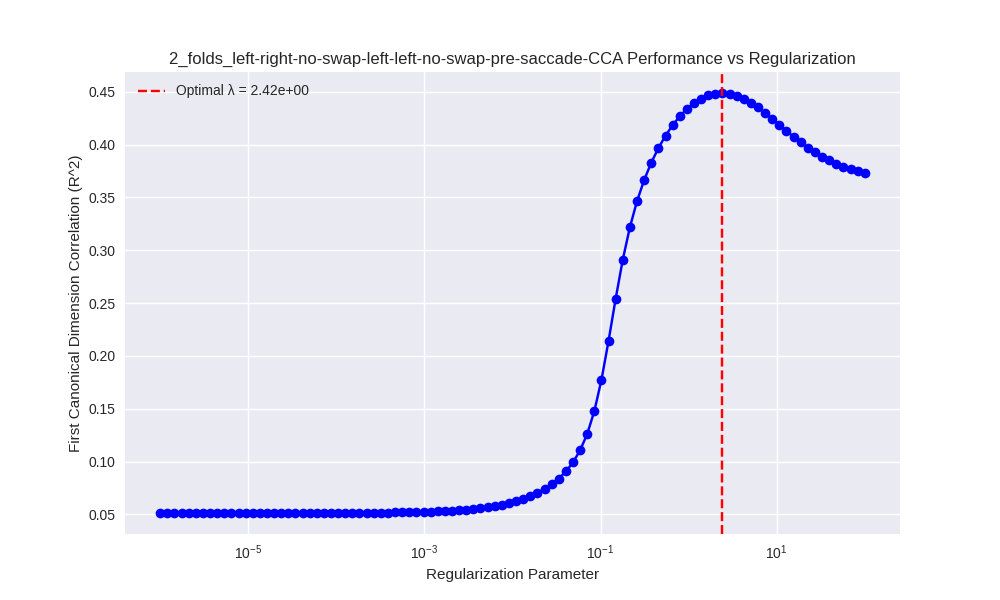 2_folds_left-right-no-swap-left-left-no-swap-pre-saccade-CCA Performance vs Regularization
Optimal λ = 2.42e+00
First Canonical Dimension Correlation (R^2)
0.45
0.40
0.35
0.30
0.25
0.20
0.15
0.10
0.05
10⁻⁵ 10⁻³ 10⁻¹ 10¹
Regularization Parameter